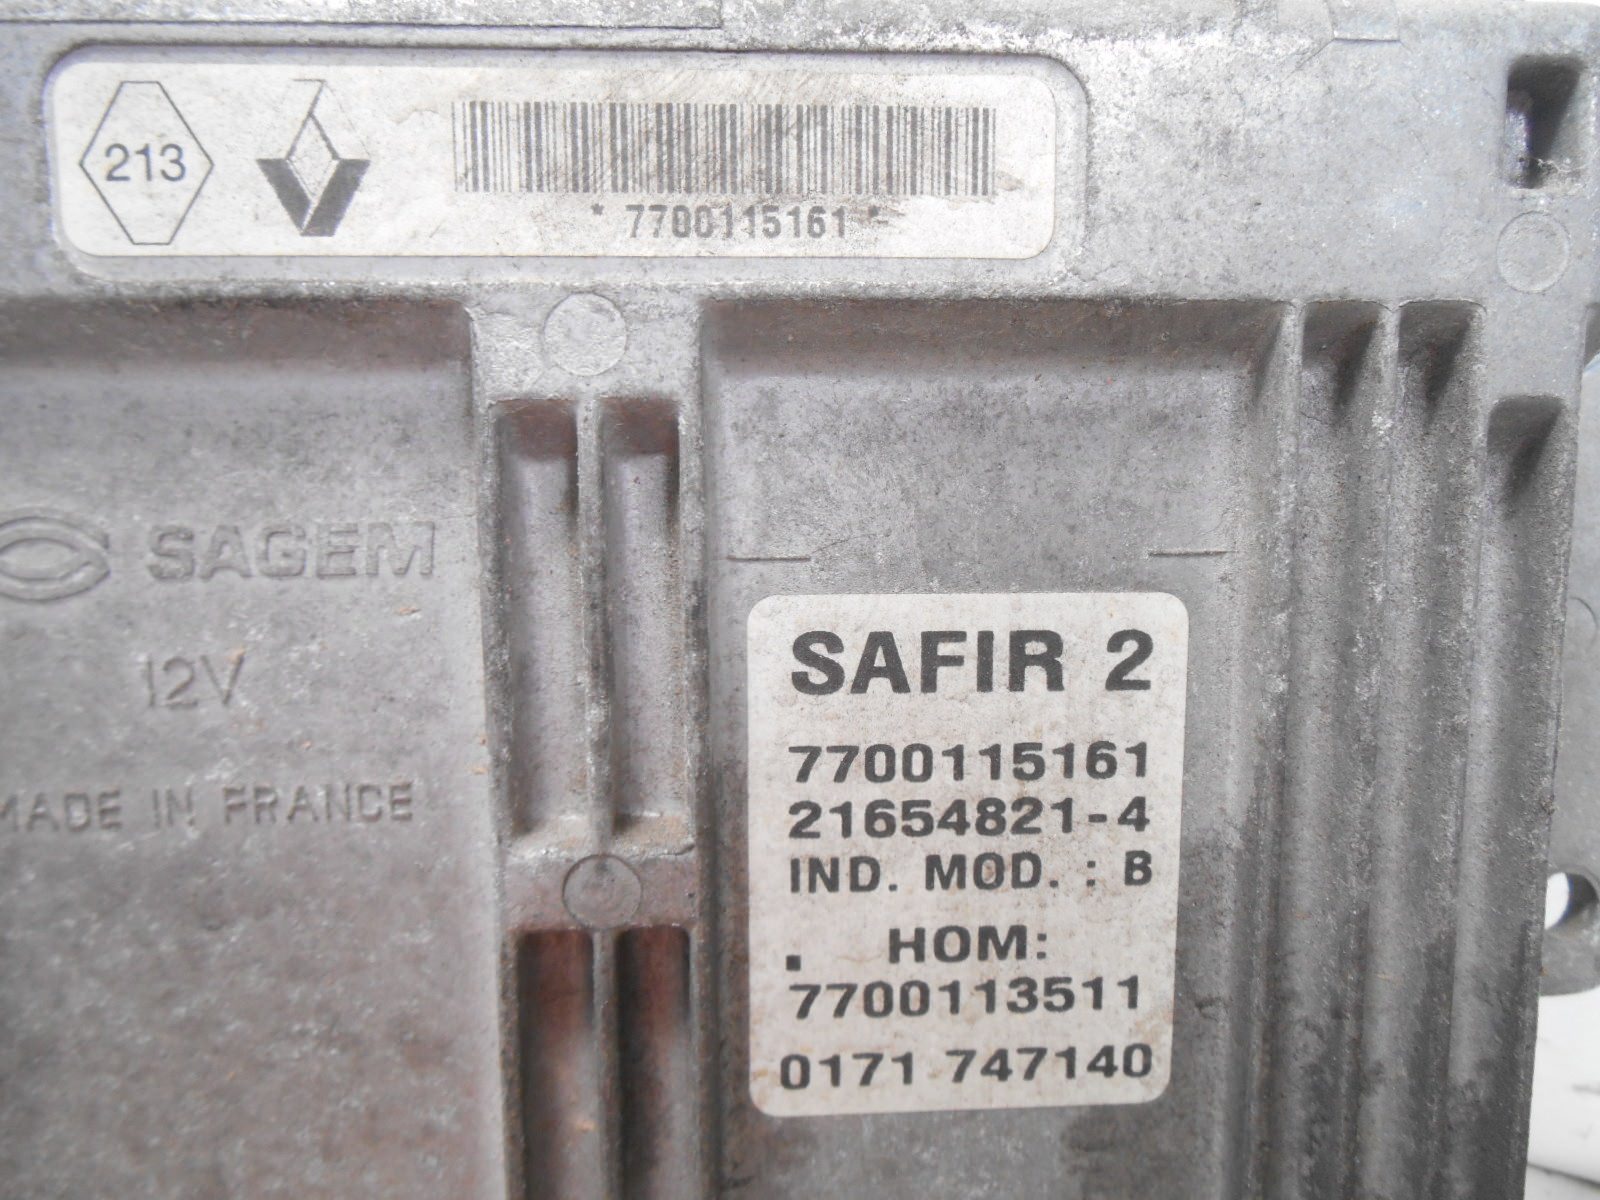 213
* 7700115161 *
SAGEM
12V
MADE IN FRANCE
SAFIR 2
7700115161
21654821-4
IND. MOD. : B
. HOM:
7700113511
0171 747140